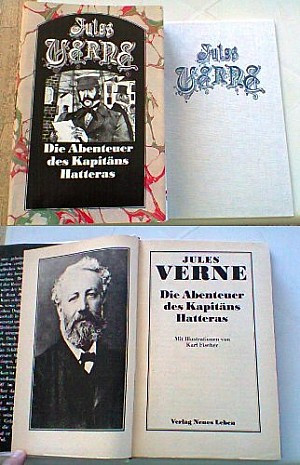 Jules
VERNE
Die Abenteuer
des Kapitäns
Hatteras
Jules
VERNE
JULES
VERNE
Die Abenteuer
des Kapitäns
Hatteras
Mit Illustrationen von
Karl Fischer
Verlag Neues Leben